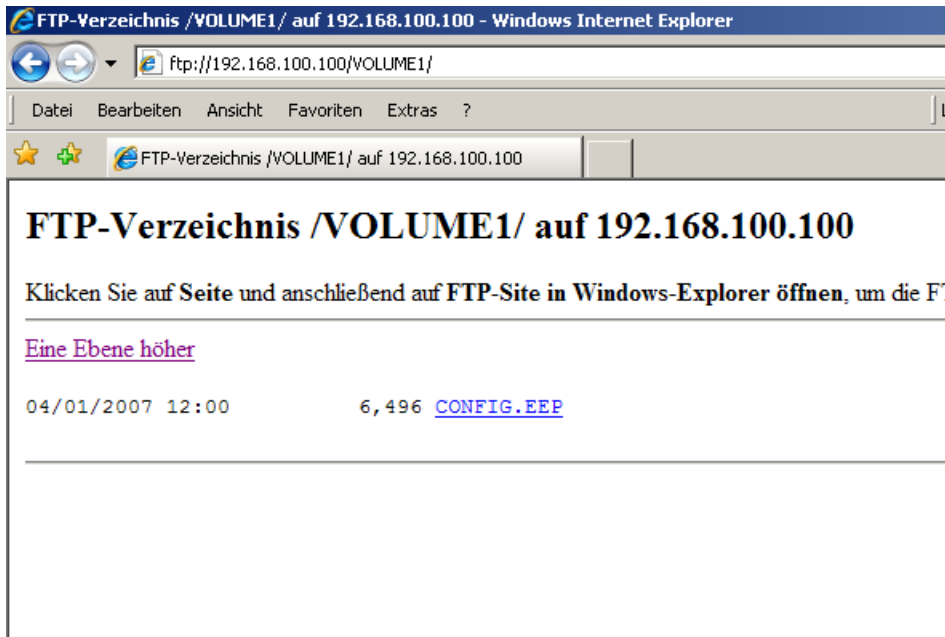 FTP-Verzeichnis /VOLUME1/ auf 192.168.100.100 - Windows Internet Explorer
ftp://192.168.100.100/VOLUME1/
Datei Bearbeiten Ansicht Favoriten Extras ?
FTP-Verzeichnis /VOLUME1/ auf 192.168.100.100
FTP-Verzeichnis /VOLUME1/ auf 192.168.100.100
Klicken Sie auf Seite und anschließend auf FTP-Site in Windows-Explorer öffnen, um die
Eine Ebene höher
04/01/2007 12:00 6,496 CONFIG.EEP